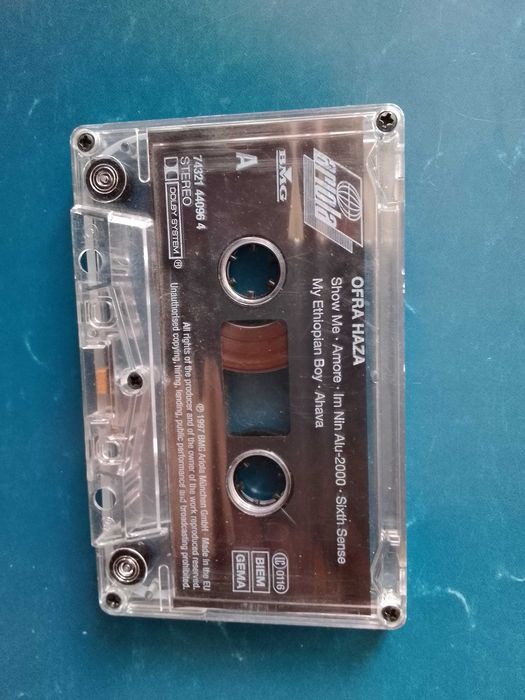 ariola
OFRA HAZA
Show Me · Amore · Im Nin Alu-2000 · Sixth Sense
My Ethiopian Boy · Ahava
BMG
A
74321 44096 4
STEREO
DOLBY SYSTEM ®
LC 0116
BIEM
GEMA
℗ 1997 BMG Ariola München GmbH · Made in the EU
All rights of the producer and of the owner of the work reproduced reserved.
Unauthorised copying, hiring, lending, public performance and broadcasting prohibited.